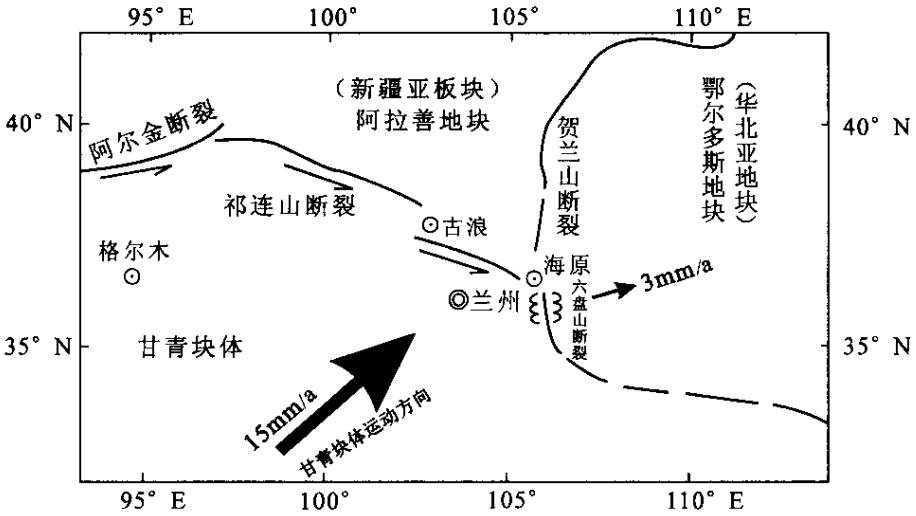 95° E 100° E 105° E 110° E
40° N
40° N
阿尔金断裂
（新疆亚板块）
阿拉善地块
贺兰山断裂
鄂尔多斯地块
（华北亚地块）
祁连山断裂
古浪
格尔木
海原
六盘山断裂
3mm/a
兰州
35° N
35° N
甘青块体
15mm/a
甘青块体运动方向
95° E 100° E 105° E 110° E